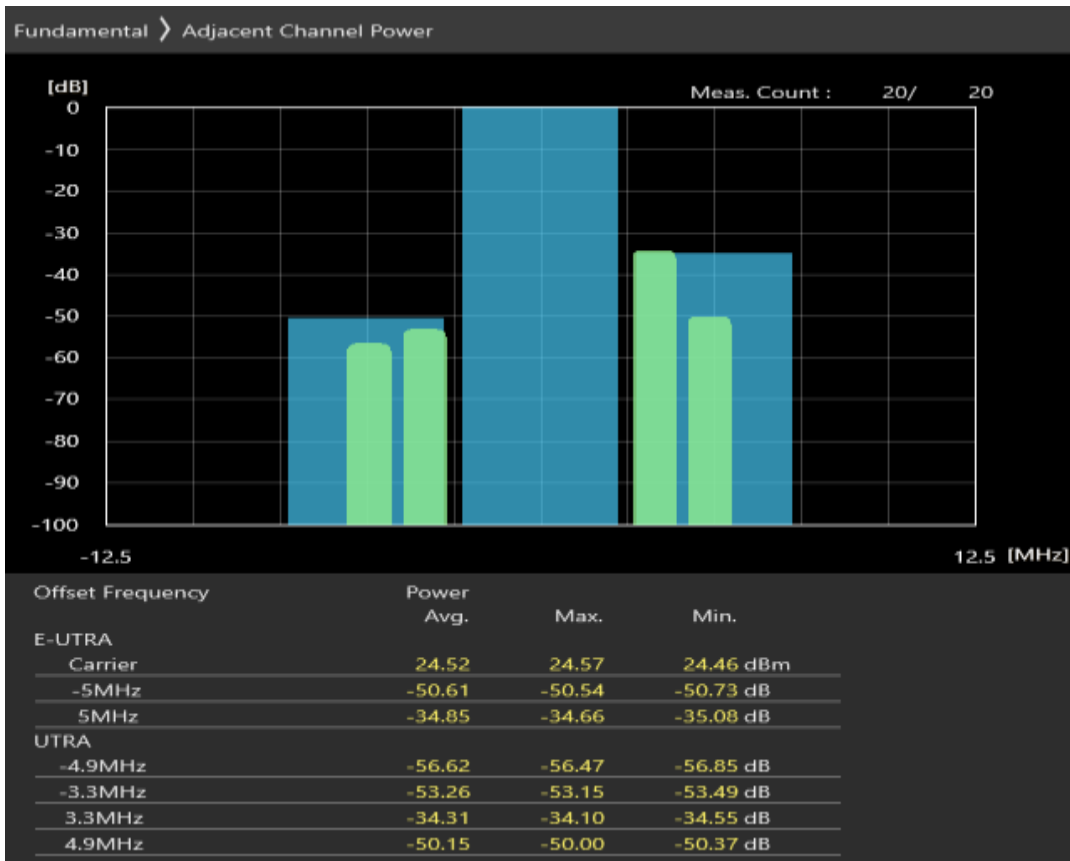 Fundamental 〉 Adjacent Channel Power
[dB]
Meas. Count : 20/ 20
0
-10
-20
-30
-40
-50
-60
-70
-80
-90
-100
-12.5 12.5 [MHz]
Offset Frequency Power
Avg. Max. Min.
E-UTRA
Carrier 24.52 24.57 24.46 dBm
-5MHz -50.61 -50.54 -50.73 dB
5MHz -34.85 -34.66 -35.08 dB
UTRA
-4.9MHz -56.62 -56.47 -56.85 dB
-3.3MHz -53.26 -53.15 -53.49 dB
3.3MHz -34.31 -34.10 -34.55 dB
4.9MHz -50.15 -50.00 -50.37 dB